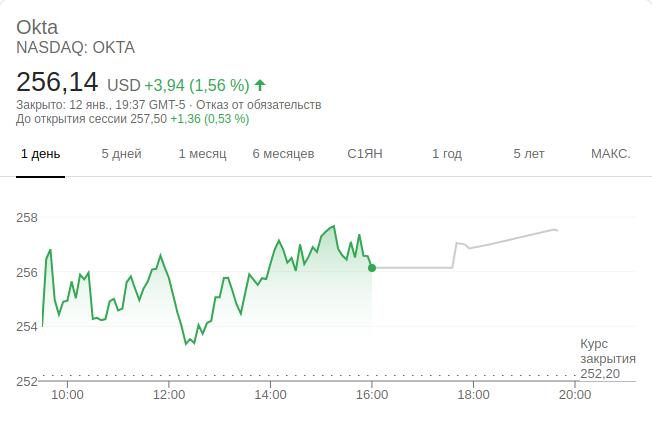 Okta
NASDAQ: OKTA
256,14 USD +3,94 (1,56 %)
Закрыто: 12 янв., 19:37 GMT-5 · Отказ от обязательств
До открытия сессии 257,50 +1,36 (0,53 %)
1 день 5 дней 1 месяц 6 месяцев С1ЯН 1 год 5 лет МАКС.
258
256
254
Курс
закрытия
252,20
252
10:00 12:00 14:00 16:00 18:00 20:00